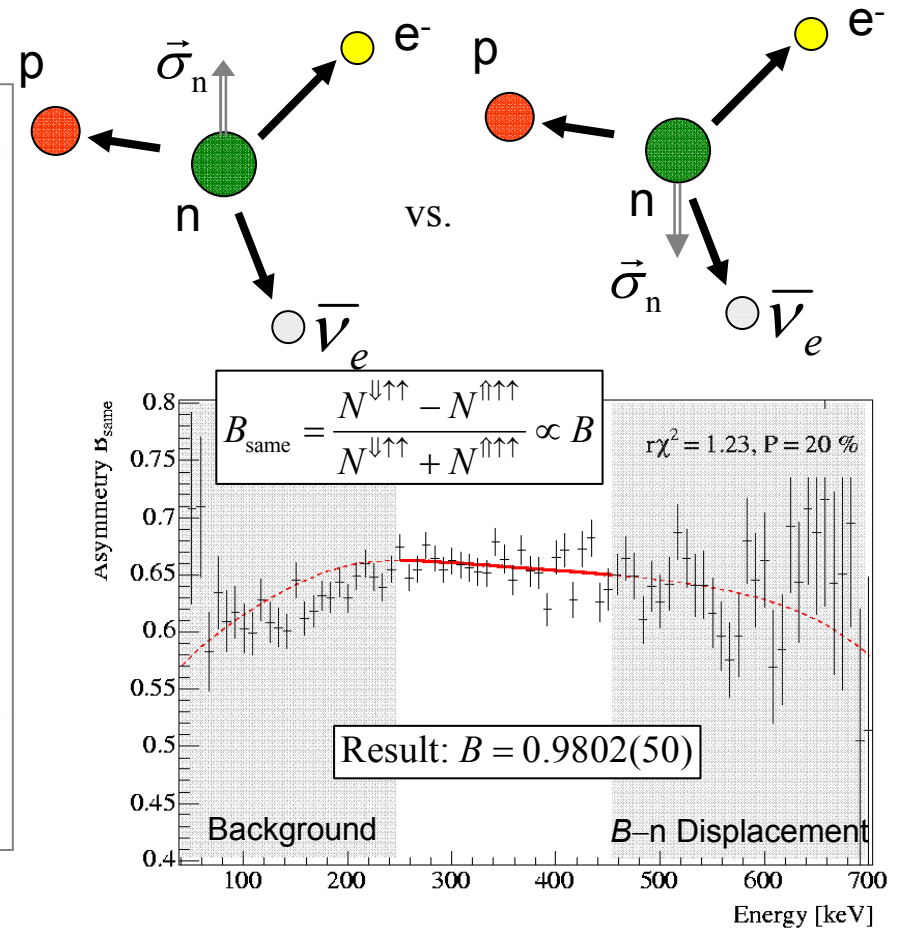 p
σ⃗n
e-
n
ν̄e
vs.
p
e-
n
σ⃗n
ν̄e
Bsame = (N⇓↑↑ − N⇑↑↑) / (N⇓↑↑ + N⇑↑↑) ∝ B
rχ² = 1.23, P = 20 %
Asymmetry Bsame
0.8
0.75
0.7
0.65
0.6
0.55
0.5
0.45
0.4
Result: B = 0.9802(50)
Background
B–n Displacement
100 200 300 400 500 600 700
Energy [keV]